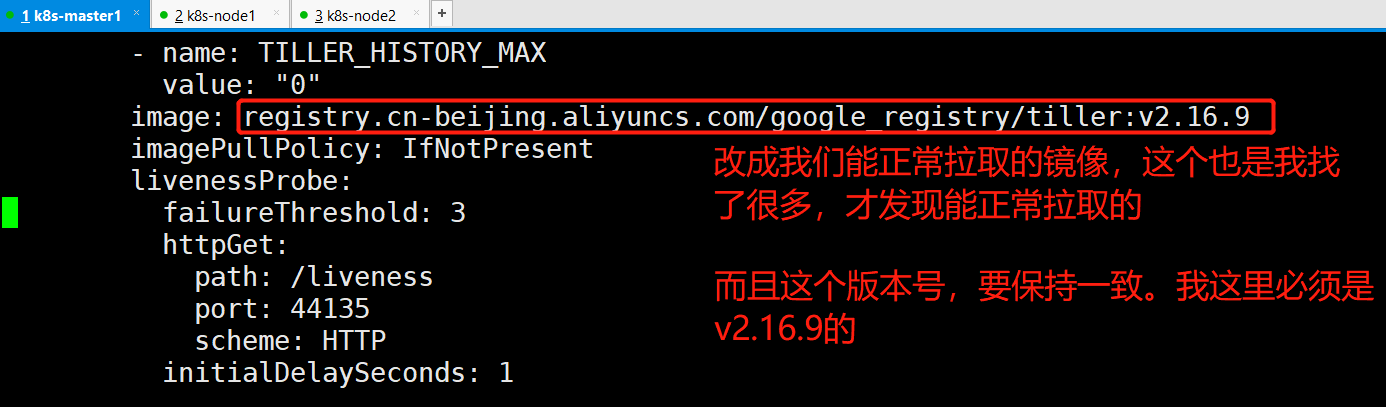 1 k8s-master1 × 2 k8s-node1 × 3 k8s-node2 × +
- name: TILLER_HISTORY_MAX
value: "0"
image: registry.cn-beijing.aliyuncs.com/google_registry/tiller:v2.16.9
imagePullPolicy: IfNotPresent
livenessProbe:
failureThreshold: 3
httpGet:
path: /liveness
port: 44135
scheme: HTTP
initialDelaySeconds: 1
改成我们能正常拉取的镜像，这个也是我找
了很多，才发现能正常拉取的
而且这个版本号，要保持一致。我这里必须是
v2.16.9的